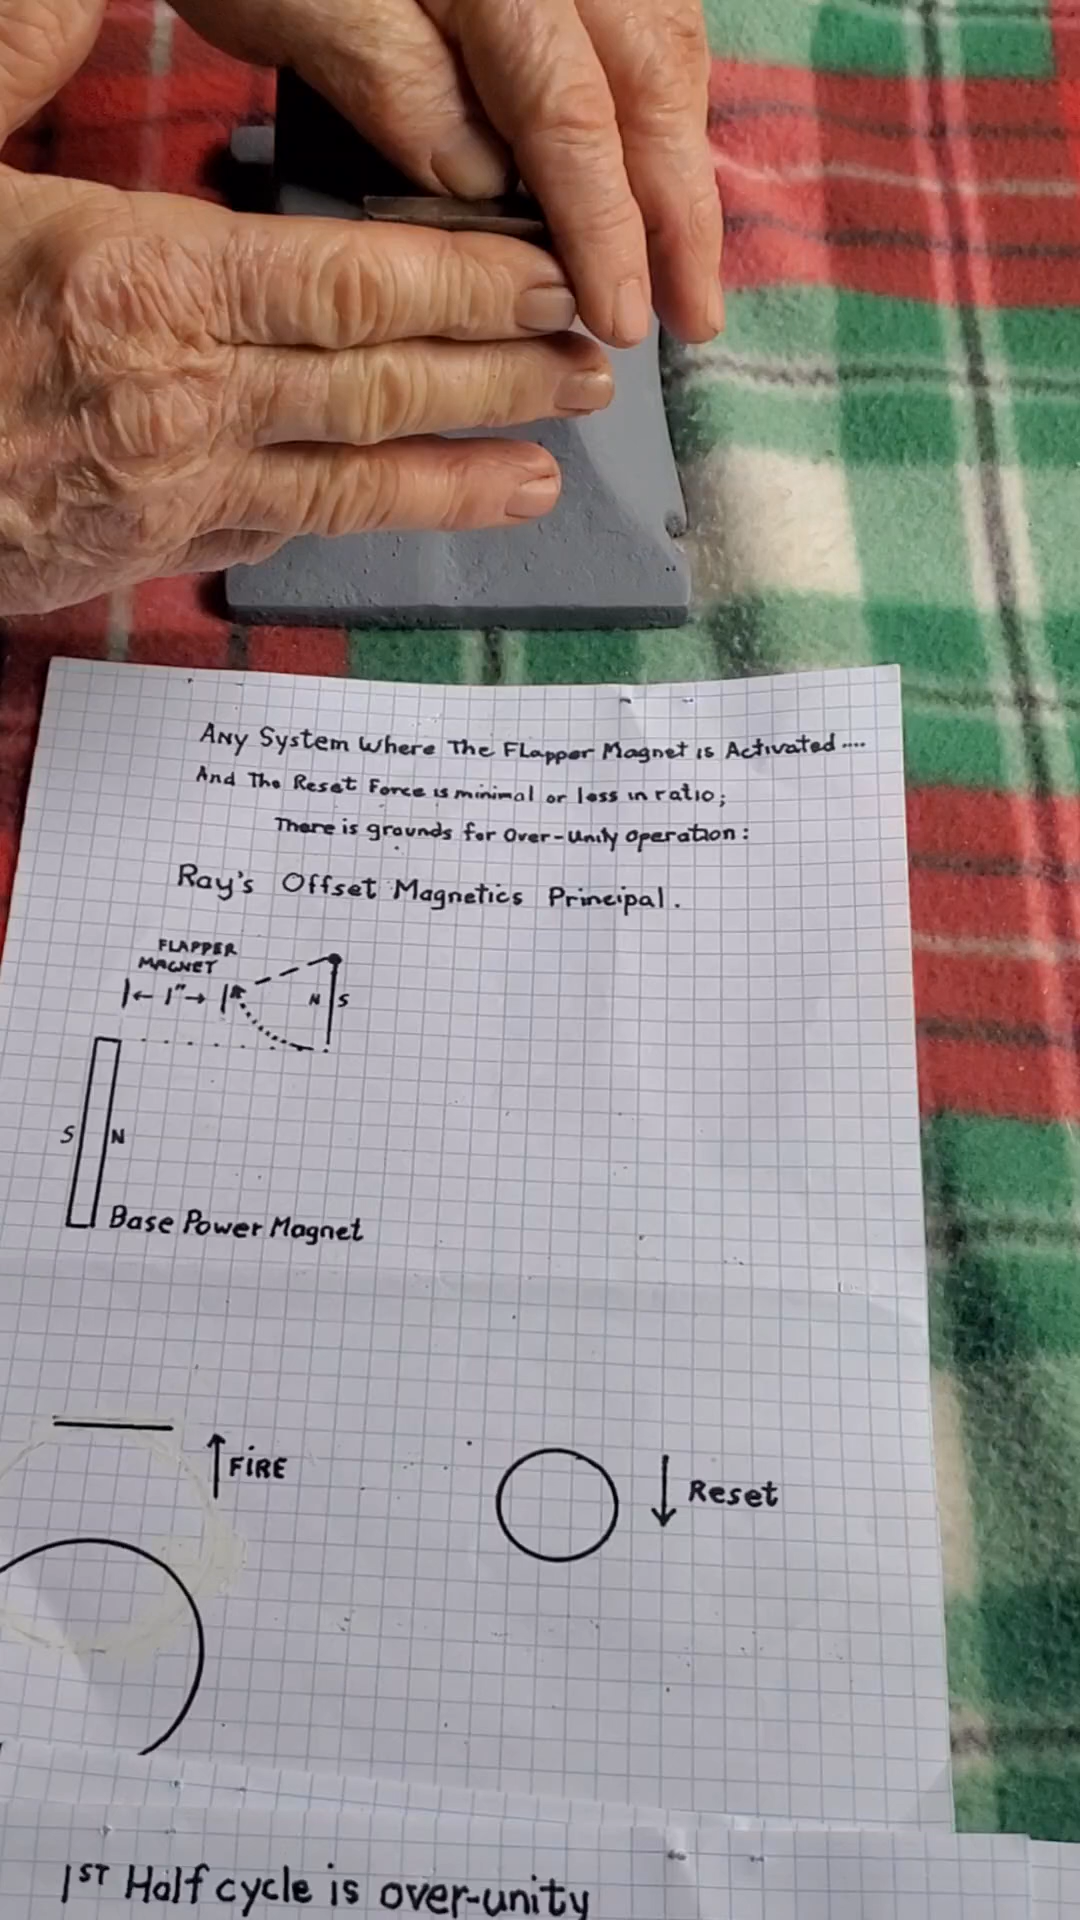 Any System Where The Flapper Magnet is Activated....
And The Reset Force is minimal or less in ratio;
There is grounds for Over-Unity operation:
Ray's Offset Magnetics Principal.
FLAPPER
MAGNET
1"
N S
S N
Base Power Magnet
FIRE
Reset
1ST Half cycle is over-unity